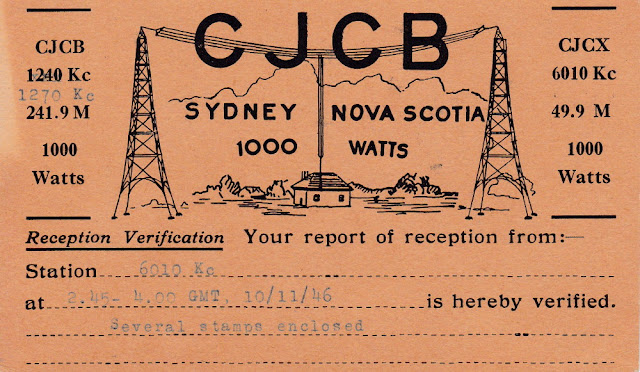 CJCB
CJCB
1240 Kc
1270 Kc
241.9 M
1000
Watts
SYDNEY NOVA SCOTIA
1000 WATTS
CJCX
6010 Kc
49.9 M
1000
Watts
Reception Verification Your report of reception from:—
Station 6010 Kc
at 2.45- 4.00 GMT, 10/11/46 is hereby verified.
Several stamps enclosed